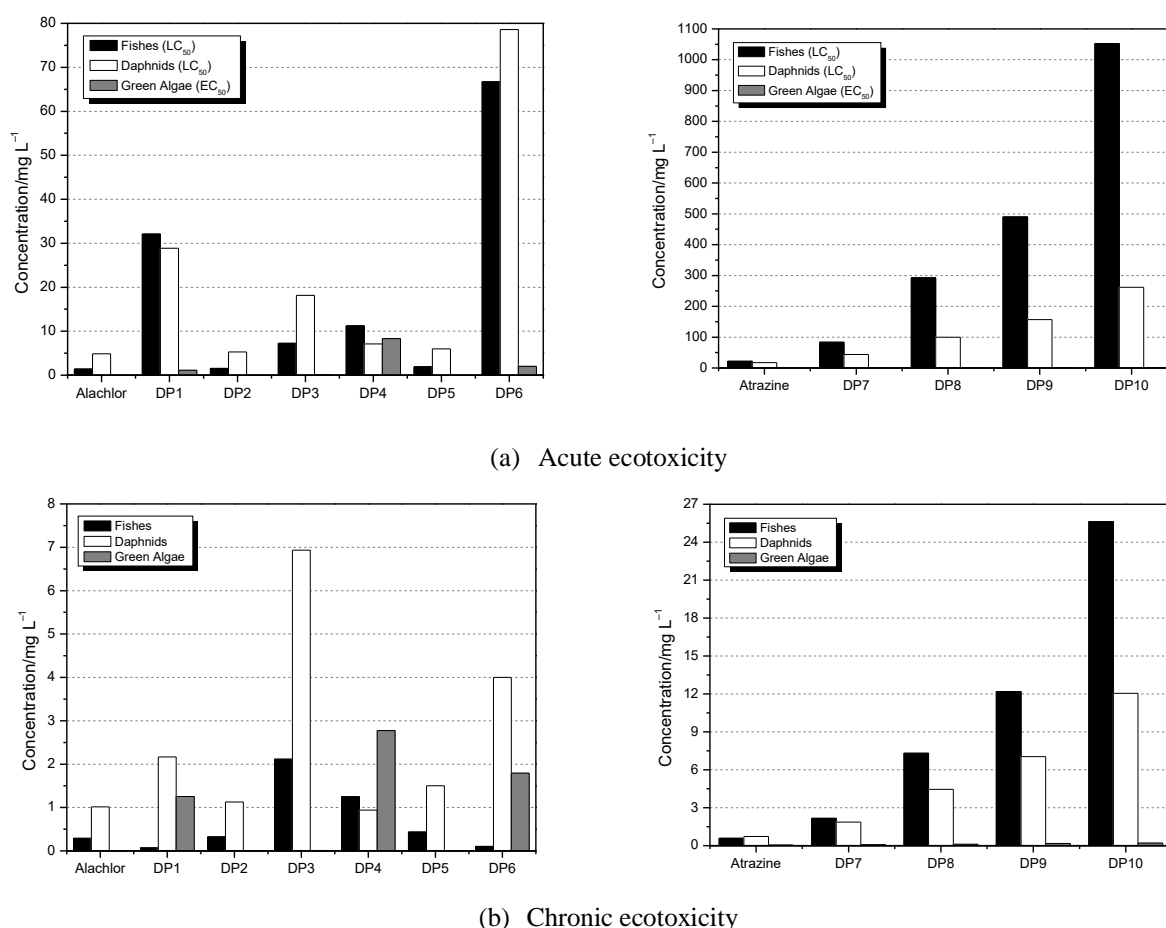 80
70
60
50
40
30
20
10
0
Concentration/mg L⁻¹
Fishes (LC₅₀)
Daphnids (LC₅₀)
Green Algae (EC₅₀)
Alachlor DP1 DP2 DP3 DP4 DP5 DP6
1100
1000
900
800
700
600
500
400
300
200
100
0
Concentration/mg L⁻¹
Fishes (LC₅₀)
Daphnids (LC₅₀)
Green Algae (EC₅₀)
Atrazine DP7 DP8 DP9 DP10
(a) Acute ecotoxicity
8
7
6
5
4
3
2
1
0
Concentration/mg L⁻¹
Fishes
Daphnids
Green Algae
Alachlor DP1 DP2 DP3 DP4 DP5 DP6
27
24
21
18
15
12
9
6
3
0
Concentration/mg L⁻¹
Fishes
Daphnids
Green Algae
Atrazine DP7 DP8 DP9 DP10
(b) Chronic ecotoxicity